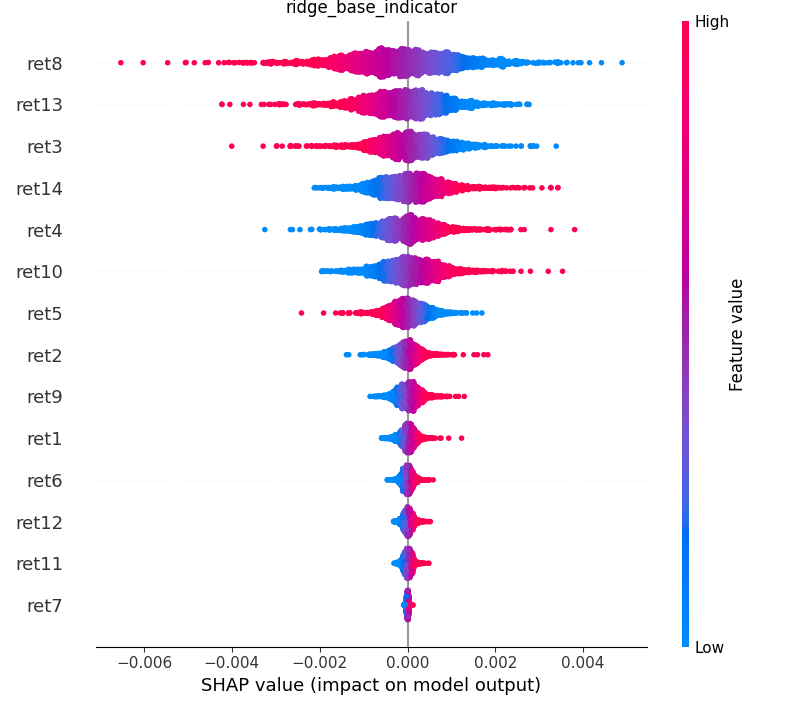 ridge_base_indicator
High
ret8
ret13
ret3
ret14
ret4
ret10
ret5
ret2
ret9
ret1
ret6
ret12
ret11
ret7
Feature value
Low
−0.006 −0.004 −0.002 0.000 0.002 0.004
SHAP value (impact on model output)